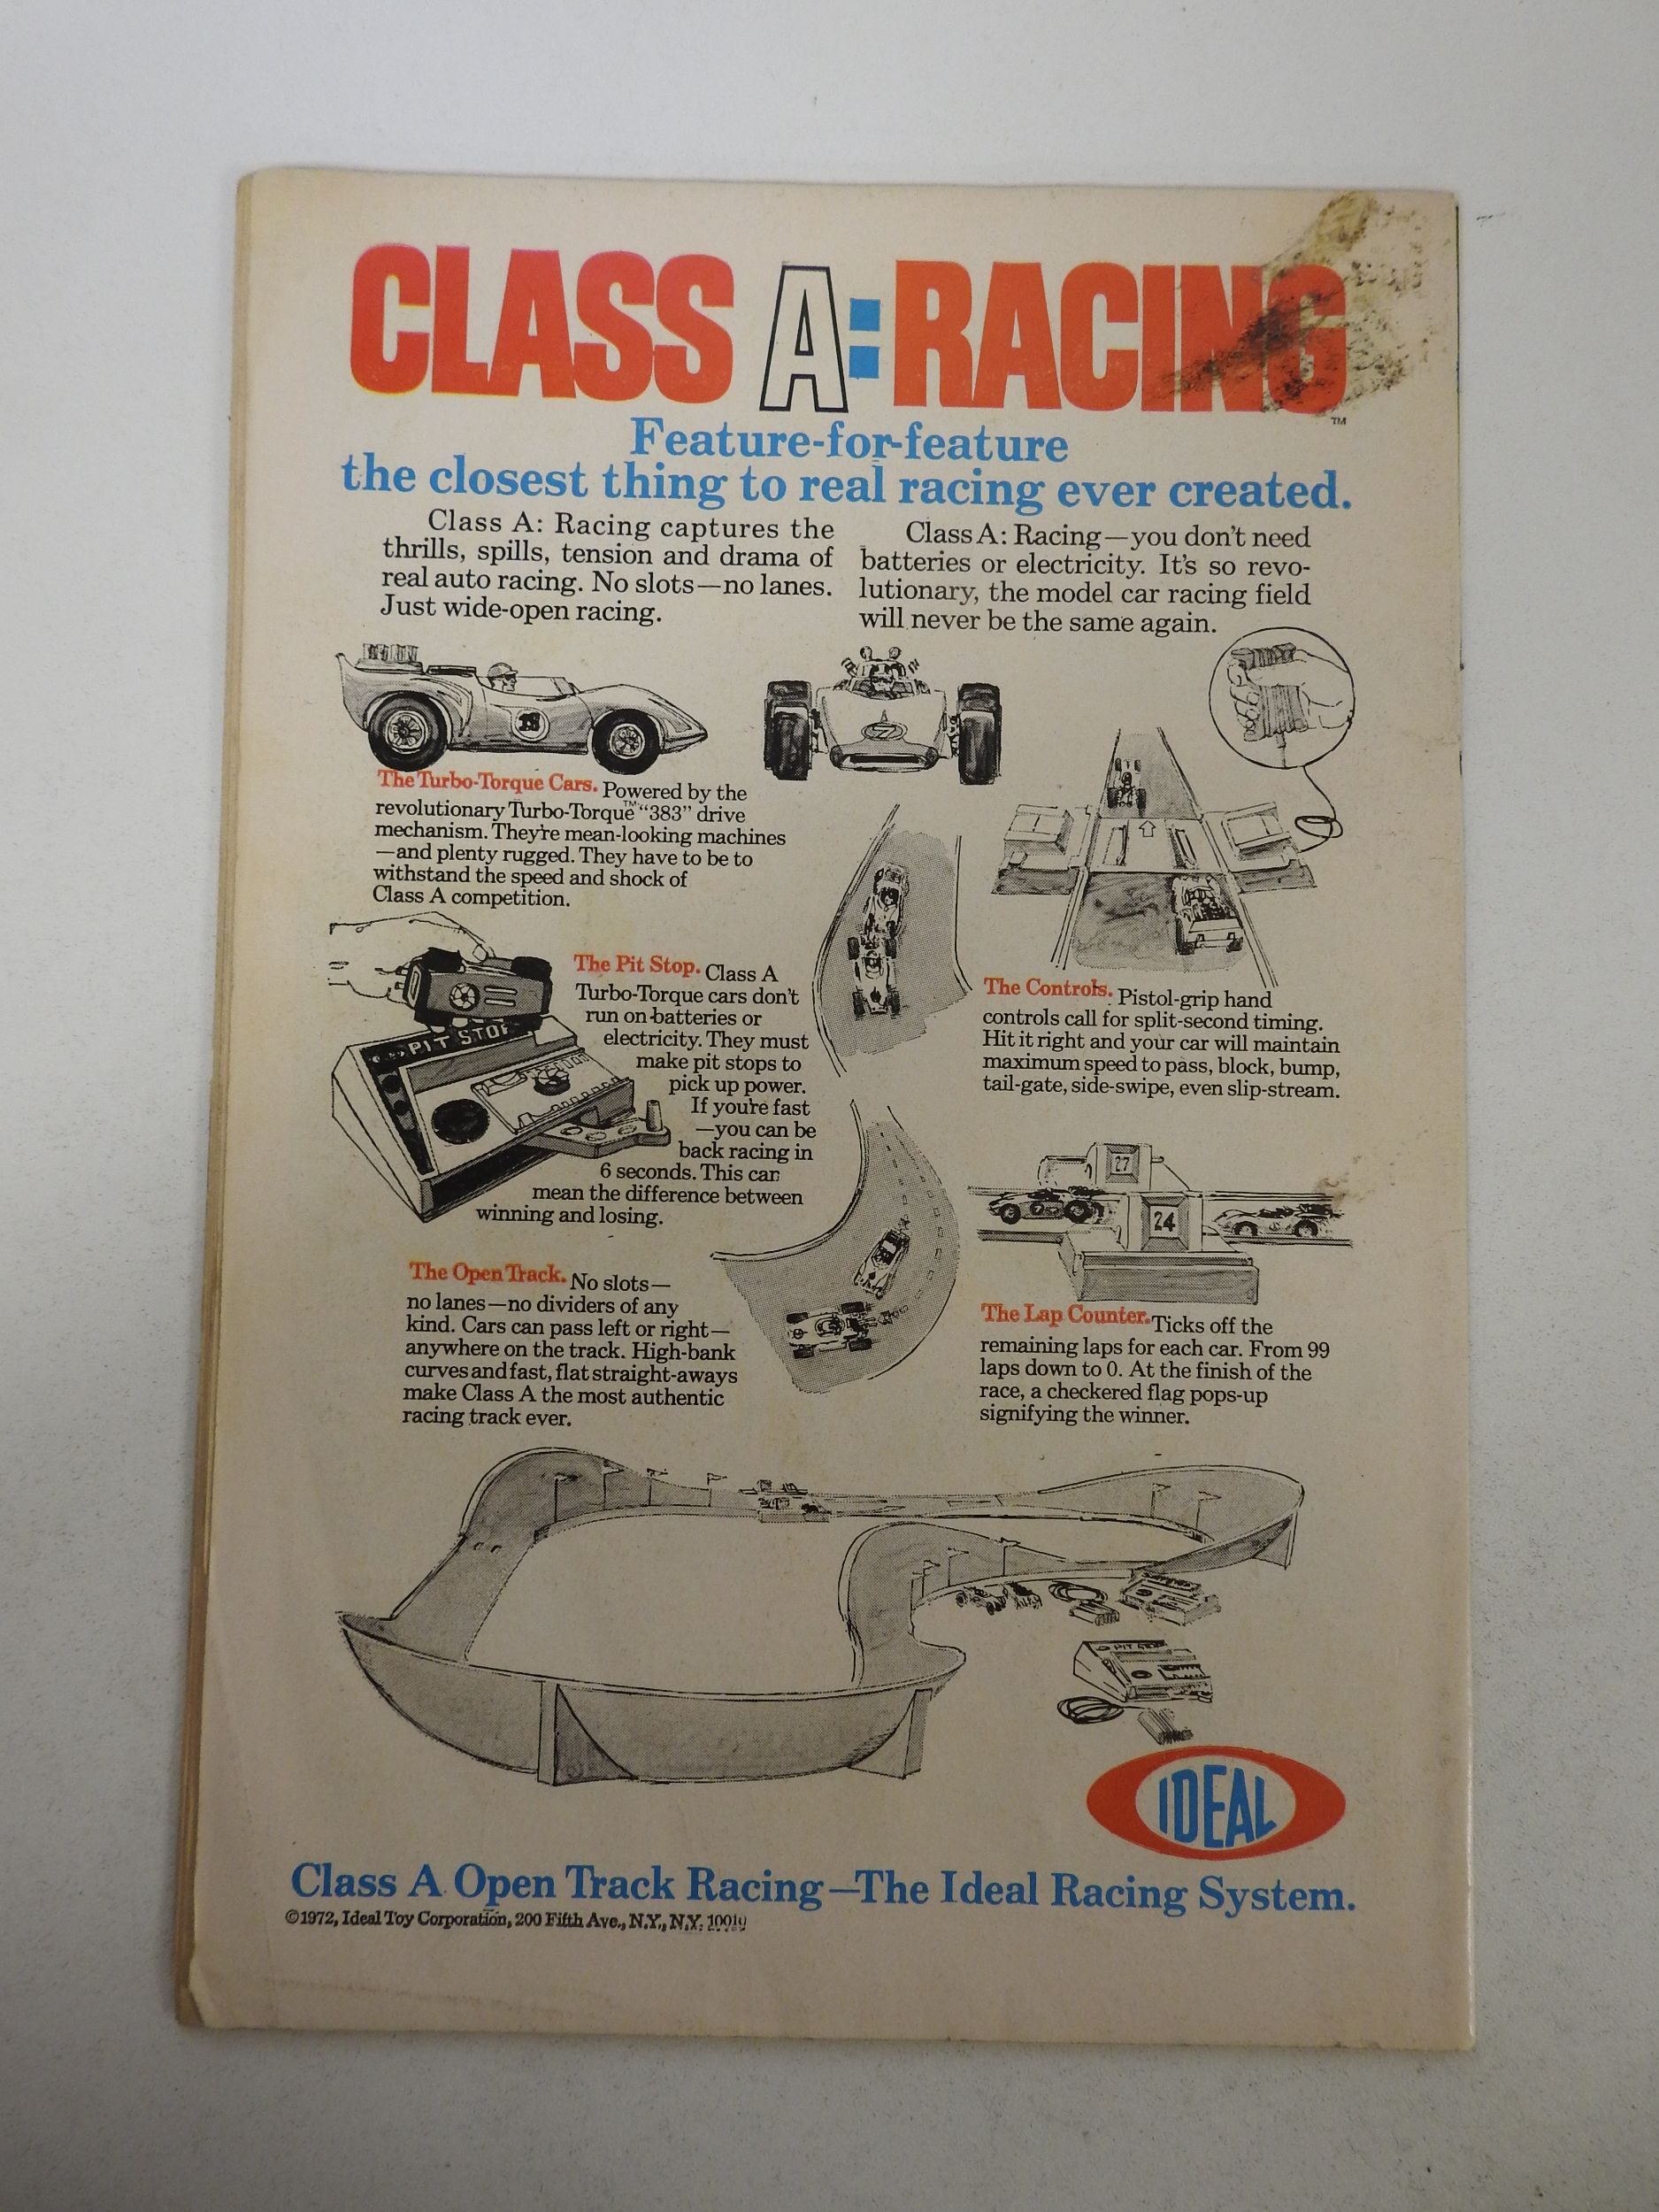 CLASS A: RACING
TM
Feature-for-feature
the closest thing to real racing ever created.
Class A: Racing captures the
thrills, spills, tension and drama of
real auto racing. No slots—no lanes.
Just wide-open racing.
Class A: Racing—you don't need
batteries or electricity. It's so revo-
lutionary, the model car racing field
will never be the same again.
7
The Turbo-Torque Cars. Powered by the
revolutionary Turbo-Torque™ "383" drive
mechanism. They're mean-looking machines
—and plenty rugged. They have to be to
withstand the speed and shock of
Class A competition.
PIT STOP
The Pit Stop. Class A
Turbo-Torque cars don't
run on batteries or
electricity. They must
make pit stops to
pick up power.
If you're fast
—you can be
back racing in
6 seconds. This can
mean the difference between
winning and losing.
The Controls. Pistol-grip hand
controls call for split-second timing.
Hit it right and your car will maintain
maximum speed to pass, block, bump,
tail-gate, side-swipe, even slip-stream.
27
24
The Open Track. No slots—
no lanes—no dividers of any
kind. Cars can pass left or right—
anywhere on the track. High-bank
curves and fast, flat straight-aways
make Class A the most authentic
racing track ever.
The Lap Counter. Ticks off the
remaining laps for each car. From 99
laps down to 0. At the finish of the
race, a checkered flag pops-up
signifying the winner.
IDEAL
Class A Open Track Racing—The Ideal Racing System.
©1972, Ideal Toy Corporation, 200 Fifth Ave., N.Y., N.Y. 10010